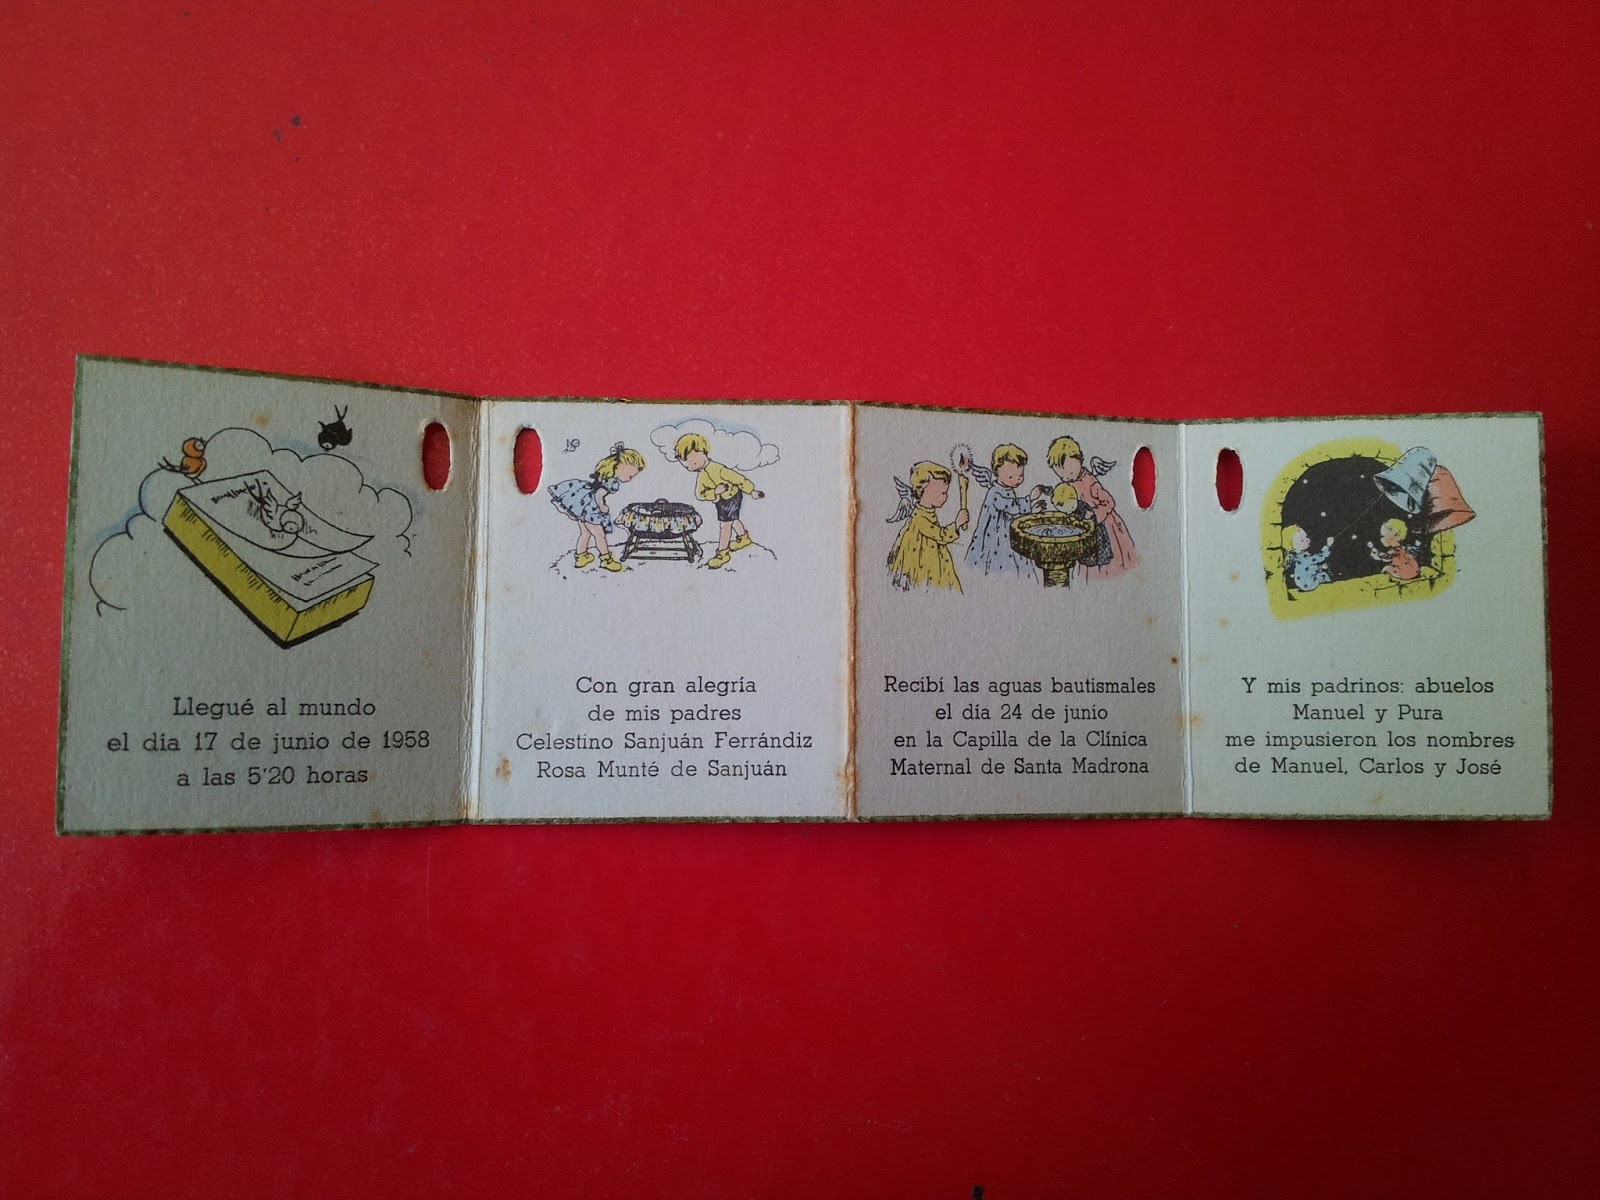 Llegué al mundo
el día 17 de junio de 1958
a las 5'20 horas
Con gran alegría
de mis padres
Celestino Sanjuán Ferrándiz
Rosa Munté de Sanjuán
Recibí las aguas bautismales
el día 24 de junio
en la Capilla de la Clínica
Maternal de Santa Madrona
Y mis padrinos: abuelos
Manuel y Pura
me impusieron los nombres
de Manuel, Carlos y José